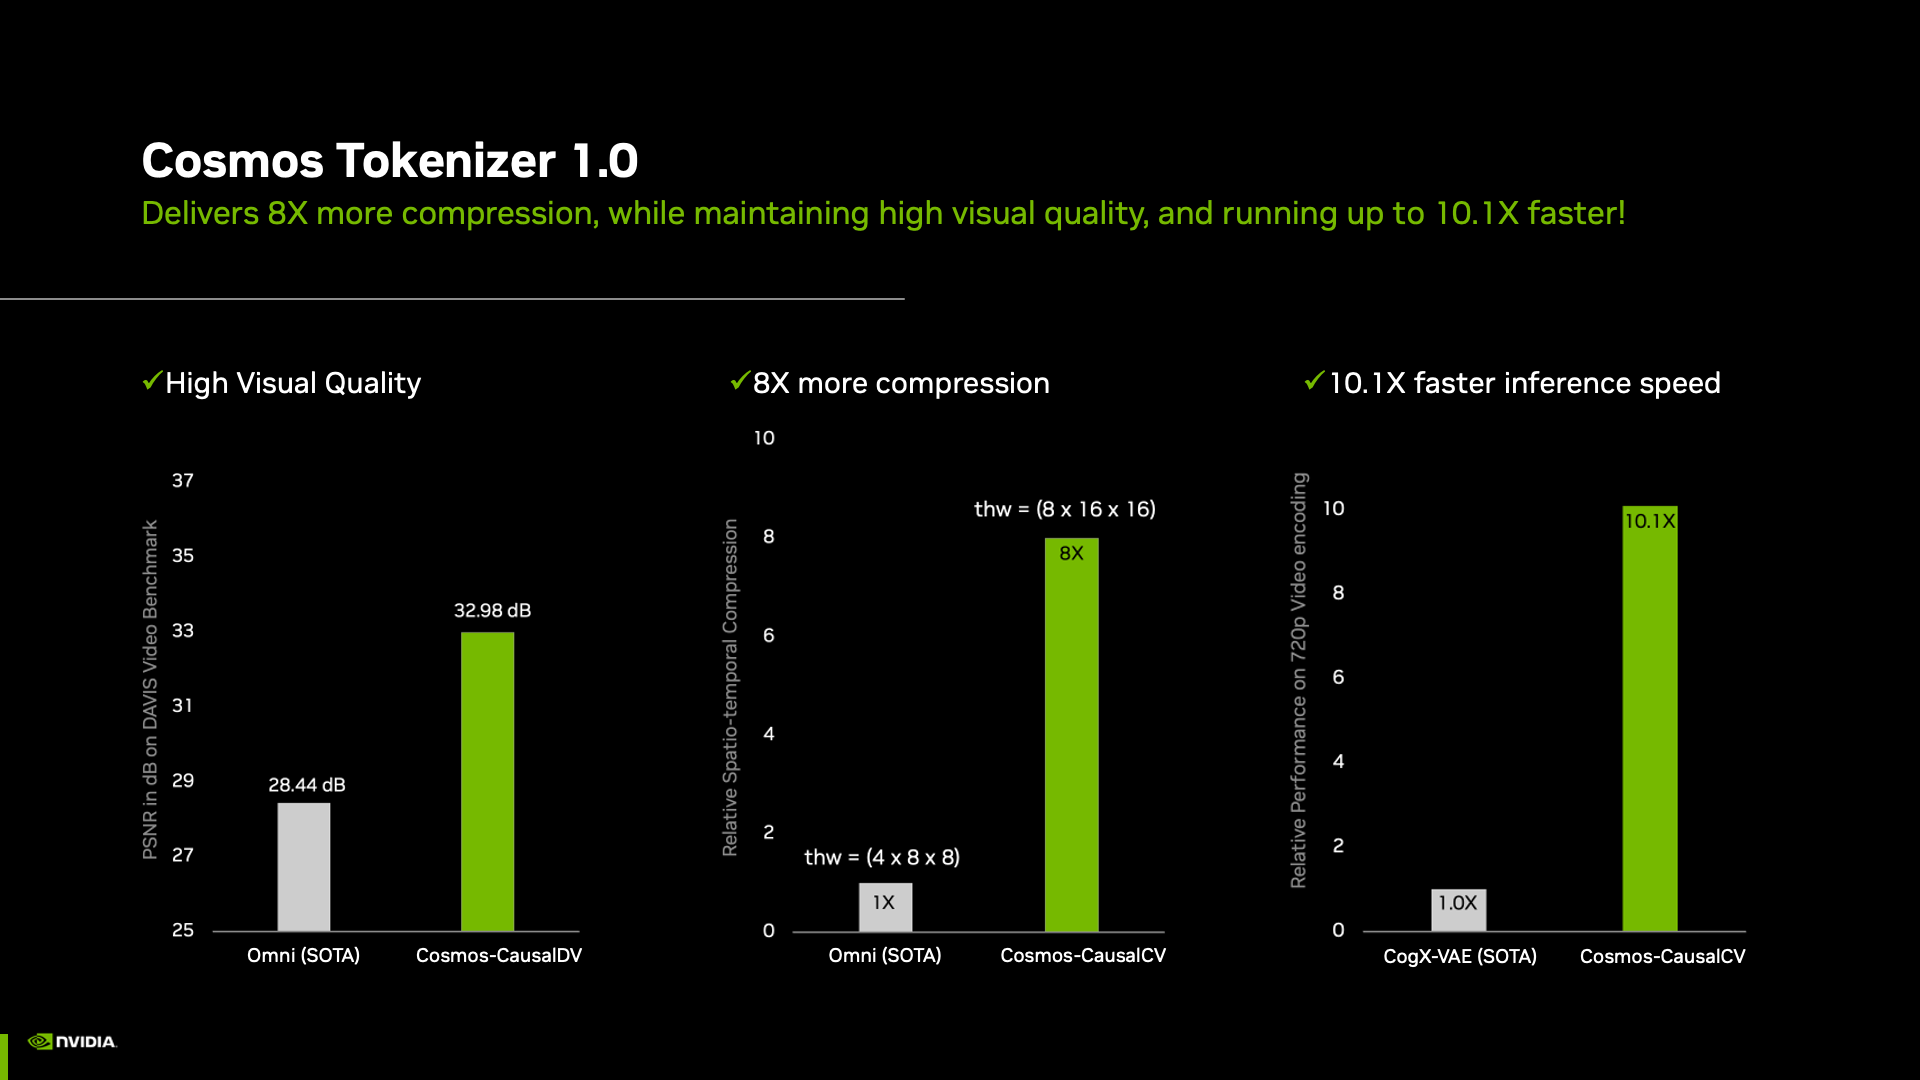 Cosmos Tokenizer 1.0
Delivers 8X more compression, while maintaining high visual quality, and running up to 10.1X faster!
✓High Visual Quality
PSNR in dB on DAVIS Video Benchmark
37
35
33
31
29
27
25
28.44 dB
32.98 dB
Omni (SOTA)
Cosmos-CausalDV
✓8X more compression
Relative Spatio-temporal Compression
10
8
6
4
2
0
thw = (4 x 8 x 8)
1X
thw = (8 x 16 x 16)
8X
Omni (SOTA)
Cosmos-CausalCV
✓10.1X faster inference speed
Relative Performance on 720p Video encoding
10
8
6
4
2
0
1.0X
10.1X
CogX-VAE (SOTA)
Cosmos-CausalCV
NVIDIA